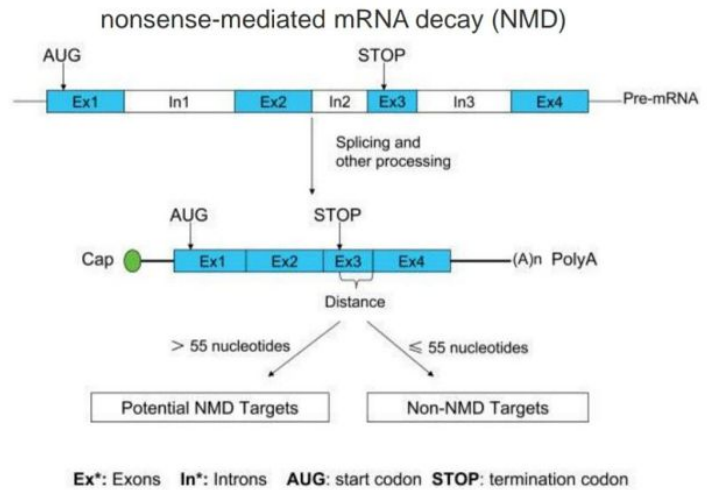 nonsense-mediated mRNA decay (NMD)
AUG STOP
Ex1 In1 Ex2 In2 Ex3 In3 Ex4 Pre-mRNA
Splicing and
other processing
AUG STOP
Cap Ex1 Ex2 Ex3 Ex4 (A)n PolyA
Distance
> 55 nucleotides ⩽ 55 nucleotides
Potential NMD Targets Non-NMD Targets
Ex*: Exons In*: Introns AUG: start codon STOP: termination codon